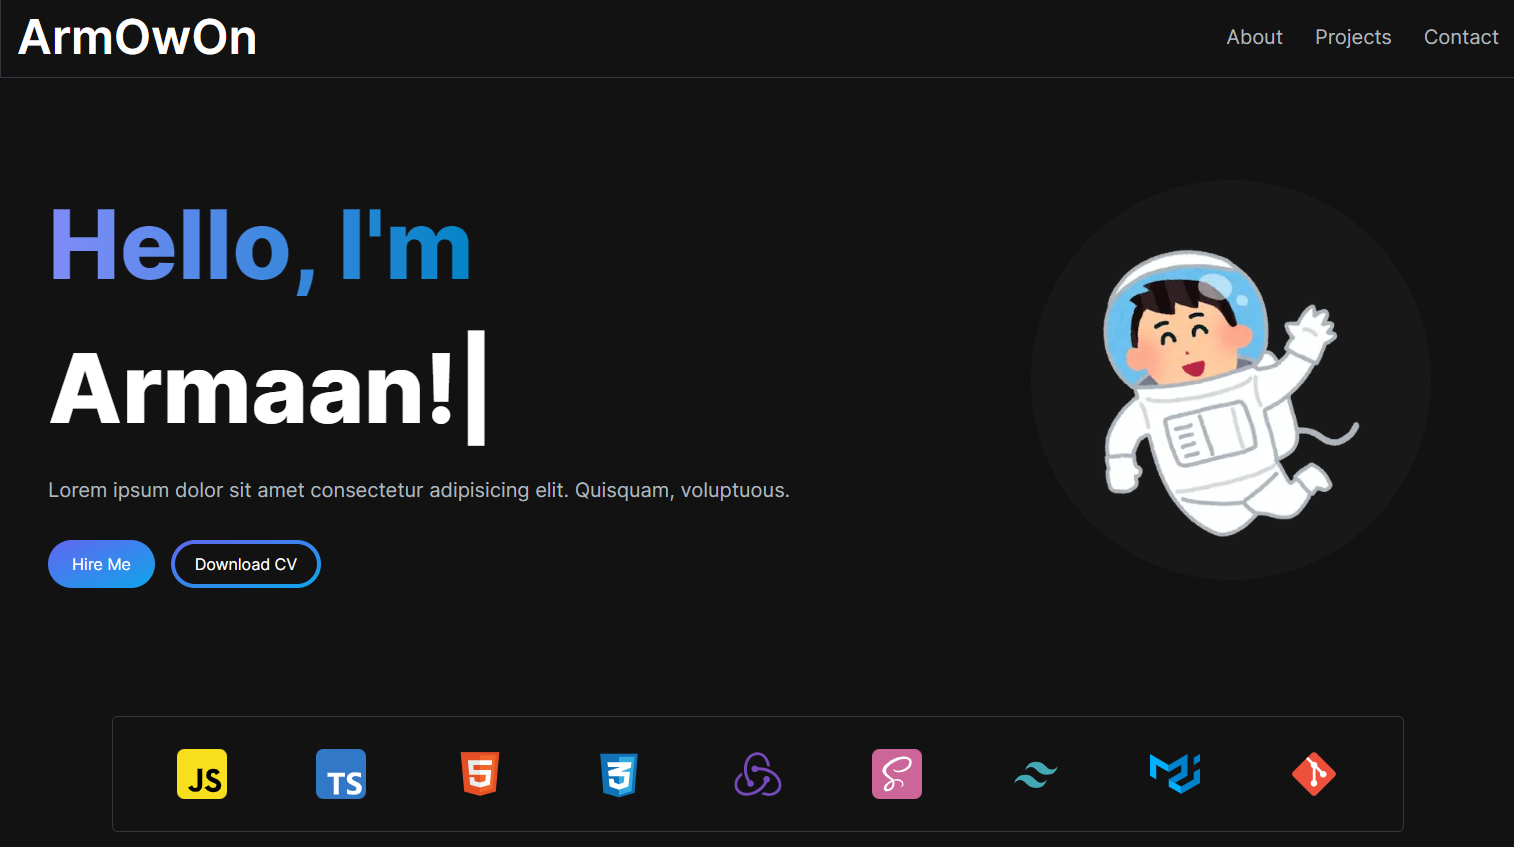 ArmOwOn
About Projects Contact
Hello, I'm
Armaan!
Lorem ipsum dolor sit amet consectetur adipisicing elit. Quisquam, voluptuous.
Hire Me Download CV
JS TS 5 3